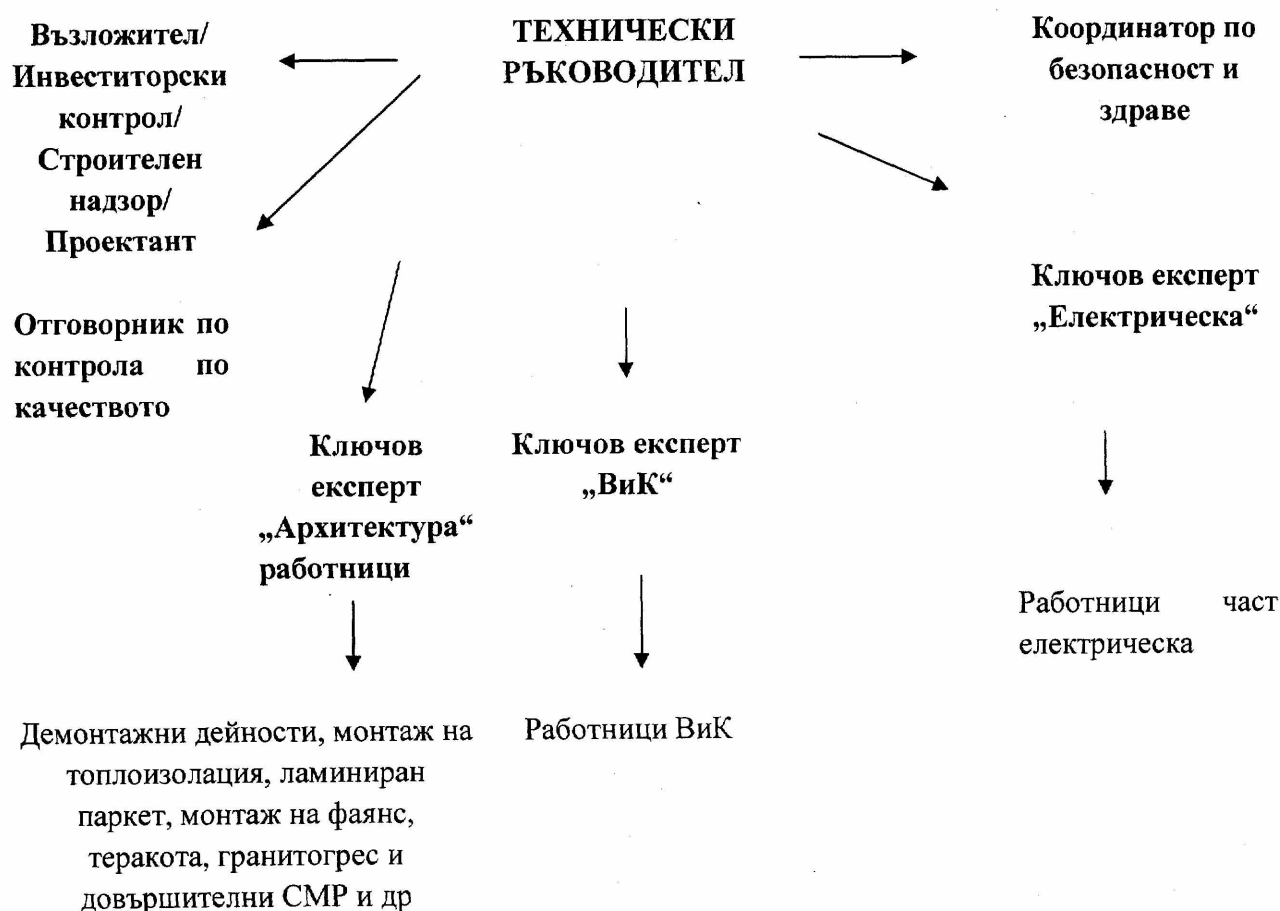 Възложител/
Инвеститорски
контрол/
Строителен
надзор/
Проектант
ТЕХНИЧЕСКИ
РЪКОВОДИТЕЛ
Координатор по
безопасност и
здраве
Отговорник по
контрола по
качеството
Ключов експерт
„Електрическа“
Ключов
експерт
„Архитектура“
работници
Ключов експерт
„ВиК“
Работници част
електрическа
Демонтажни дейности, монтаж на
топлоизолация, ламиниран
паркет, монтаж на фаянс,
теракота, гранитогрес и
довършителни СМР и др
Работници ВиК